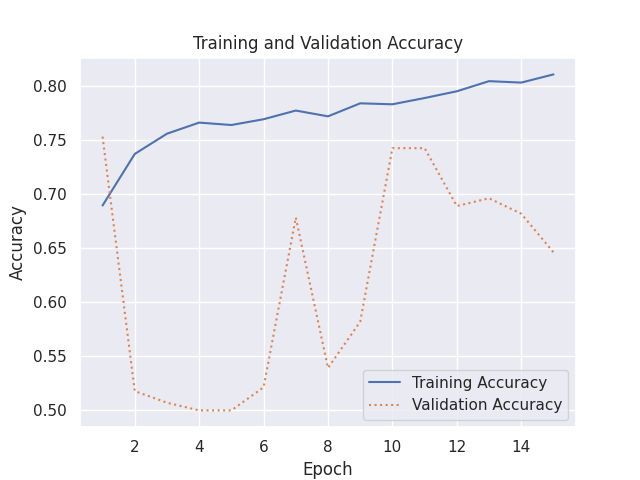 Training and Validation Accuracy
0.80
0.75
0.70
0.65
0.60
0.55
0.50
Accuracy
Training Accuracy
Validation Accuracy
2 4 6 8 10 12 14
Epoch